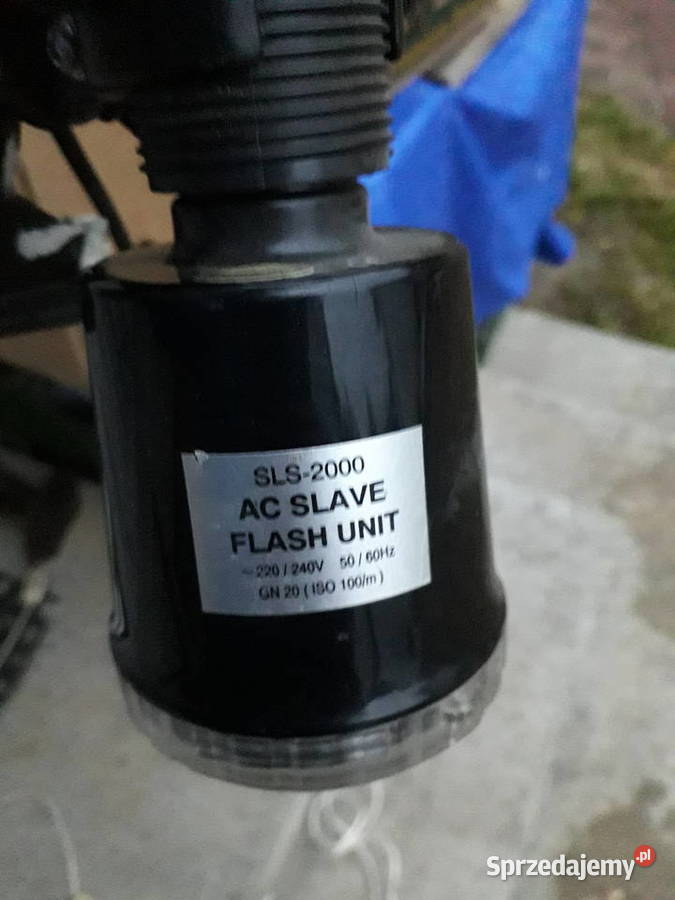 SLS-2000
AC SLAVE
FLASH UNIT
~220 / 240V 50 / 60Hz
GN 20 ( ISO 100/m )
Sprzedajemy.pl